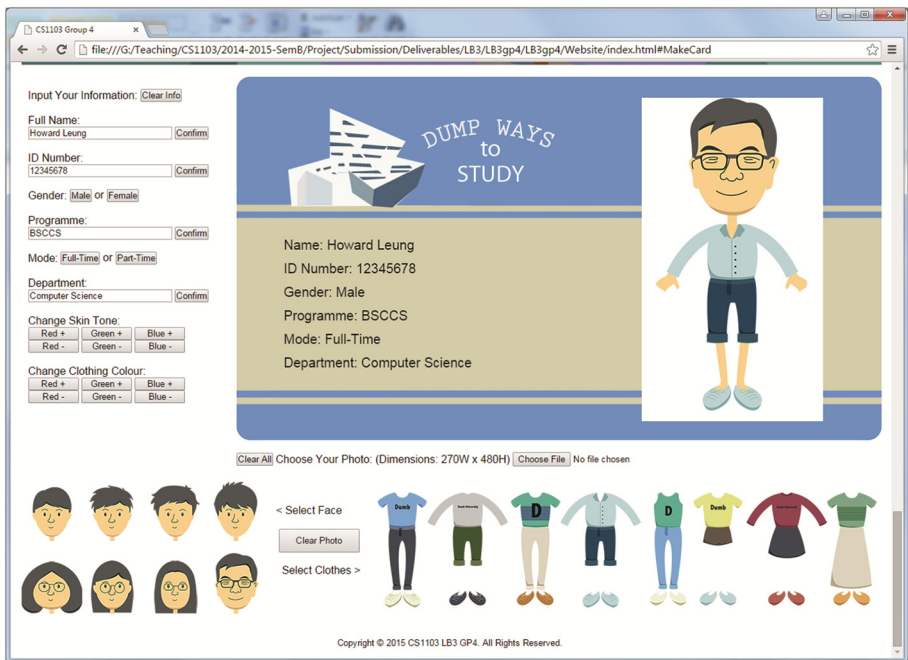 CS1103 Group 4
file:///G:/Teaching/CS1103/2014-2015-SemB/Project/Submission/Deliverables/LB3/LB3gp4/LB3gp4/Website/index.html#MakeCard
Input Your Information: Clear Info
Full Name:
Howard Leung Confirm
ID Number:
12345678 Confirm
Gender: Male or Female
Programme:
BSCCS Confirm
Mode: Full-Time or Part-Time
Department:
Computer Science Confirm
Change Skin Tone:
Red + Green + Blue +
Red - Green - Blue -
Change Clothing Colour:
Red + Green + Blue +
Red - Green - Blue -
DUMP WAYS
to
STUDY
Name: Howard Leung
ID Number: 12345678
Gender: Male
Programme: BSCCS
Mode: Full-Time
Department: Computer Science
Clear All Choose Your Photo: (Dimensions: 270W x 480H) Choose File No file chosen
< Select Face
Clear Photo
Select Clothes >
Dumb
D
D
Dumb
Copyright © 2015 CS1103 LB3 GP4. All Rights Reserved.